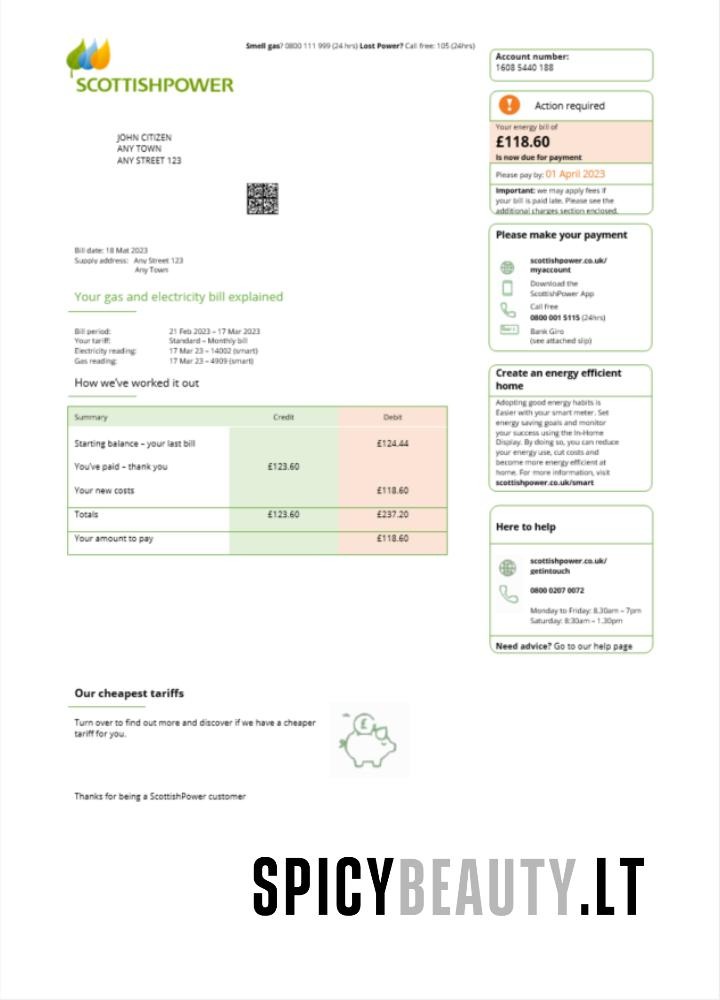 Smell gas? 0800 111 999 (24 hrs) Lost Power? Call free: 105 (24hrs)
SCOTTISHPOWER
Account number:
1608 5440 188
Action required
Your energy bill of
£118.60
Is now due for payment
Please pay by: 01 April 2023
Important: we may apply fees if
your bill is paid late. Please see the
additional charges section enclosed.
JOHN CITIZEN
ANY TOWN
ANY STREET 123
Please make your payment
scottishpower.co.uk/
myaccount
Download the
ScottishPower App
Call free
0800 001 5115 (24hrs)
Bank Giro
(see attached slip)
Bill date: 18 Mat 2023
Supply address: Any Street 123
Any Town
Your gas and electricity bill explained
Bill period: 21 Feb 2023 – 17 Mar 2023
Your tariff: Standard – Monthly bill
Electricity reading: 17 Mar 23 – 14002 (smart)
Gas reading: 17 Mar 23 – 4909 (smart)
How we've worked it out
Summary Credit Debit
Starting balance – your last bill £124.44
You've paid – thank you £123.60
Your new costs £118.60
Totals £123.60 £237.20
Your amount to pay £118.60
Create an energy efficient
home
Adopting good energy habits is
Easier with your smart meter. Set
energy saving goals and monitor
your success using the In-Home
Display. By doing so, you can reduce
your energy use, cut costs and
become more energy efficient at
home. For more information, visit
scottishpower.co.uk/smart
Here to help
scottishpower.co.uk/
getintouch
0800 0207 0072
Monday to Friday: 8.30am – 7pm
Saturday: 8:30am – 1.30pm
Need advice? Go to our help page
Our cheapest tariffs
Turn over to find out more and discover if we have a cheaper
tariff for you.
£
Thanks for being a ScottishPower customer
SPICYBEAUTY.LT